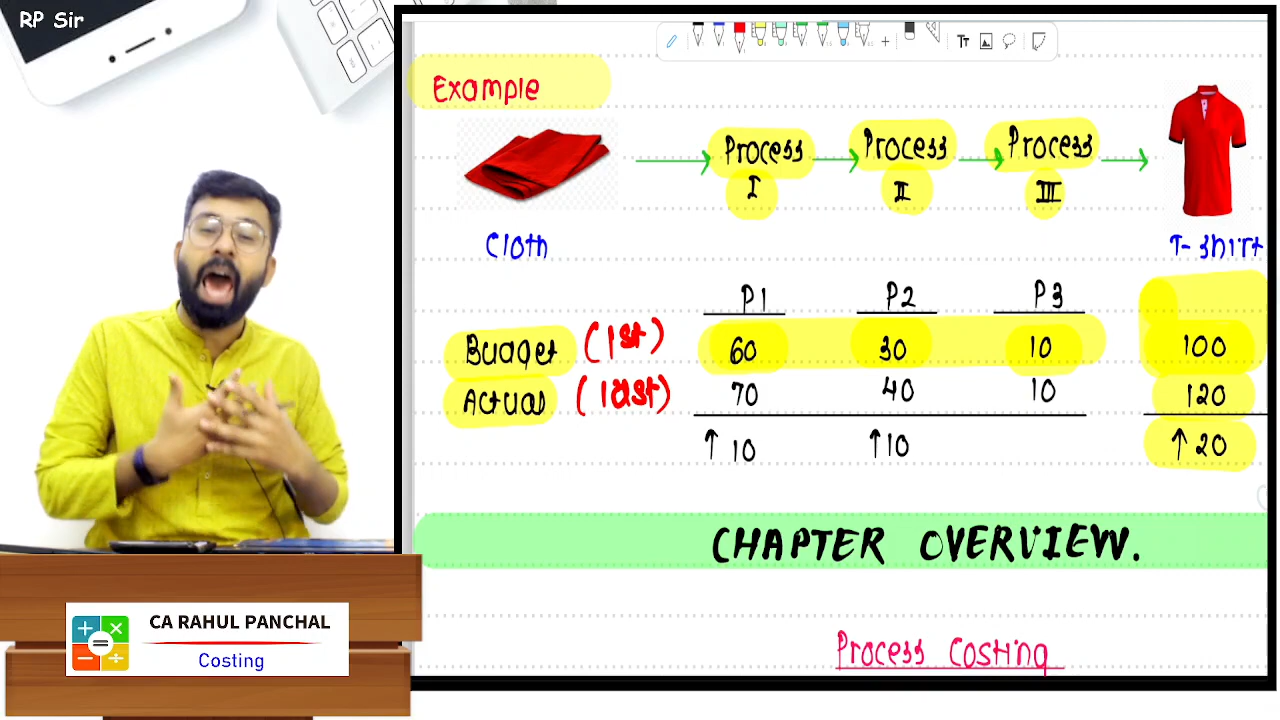 RP Sir
Example
Process I
Process II
Process III
Cloth
T-Shirt
P1 P2 P3
Budget (1st) 60 30 10 100
Actual (last) 70 40 10 120
↑ 10 ↑ 10 ↑ 20
CHAPTER OVERVIEW.
Process Costing
CA RAHUL PANCHAL
Costing